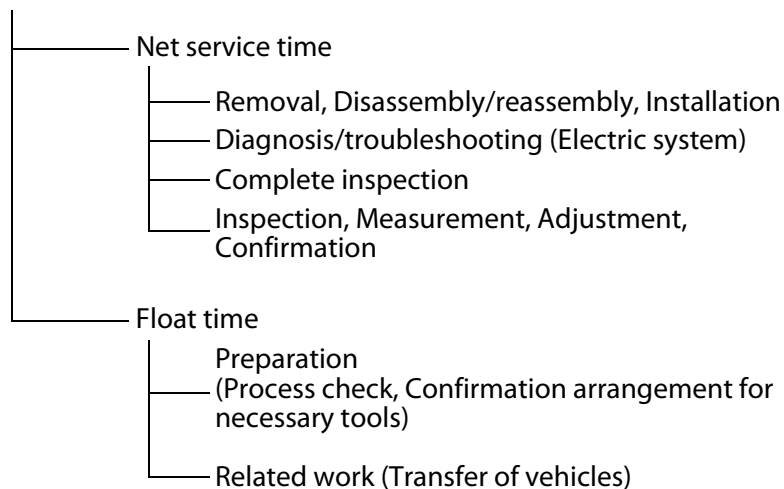 Net service time
Removal, Disassembly/reassembly, Installation
Diagnosis/troubleshooting (Electric system)
Complete inspection
Inspection, Measurement, Adjustment,
Confirmation
Float time
Preparation
(Process check, Confirmation arrangement for
necessary tools)
Related work (Transfer of vehicles)